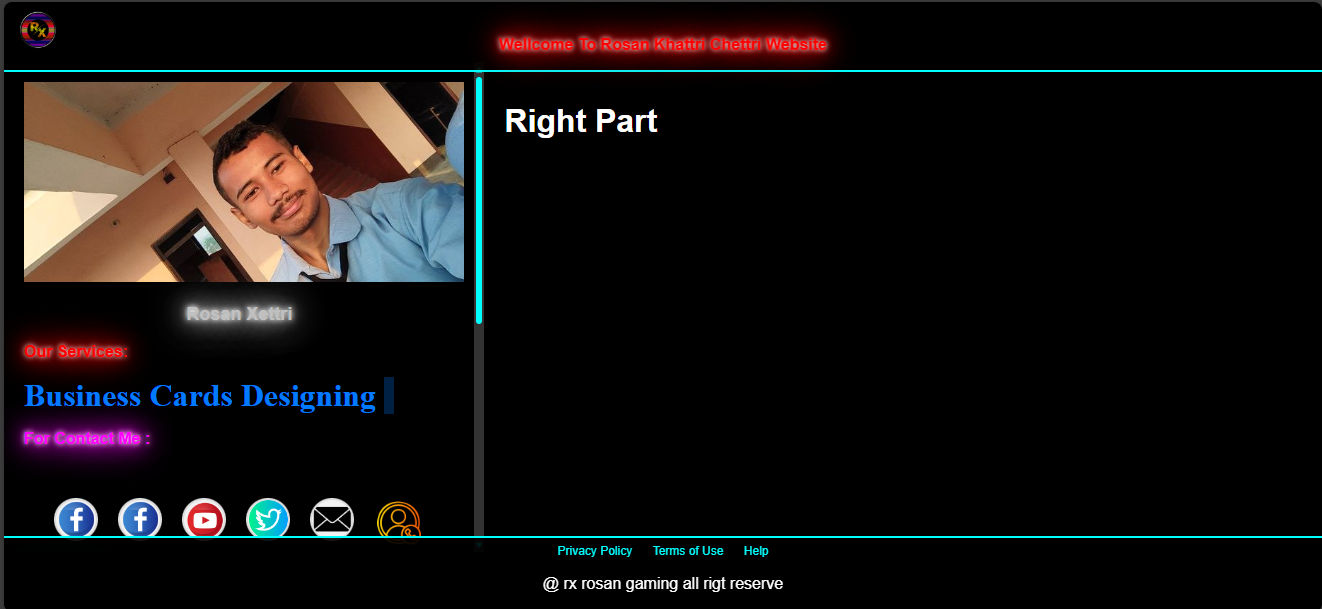 RX
Wellcome To Rosan Khattri Chettri Website
Right Part
Rosan Xettri
Our Services:
Business Cards Designing
For Contact Me :
Privacy Policy Terms of Use Help
@ rx rosan gaming all rigt reserve